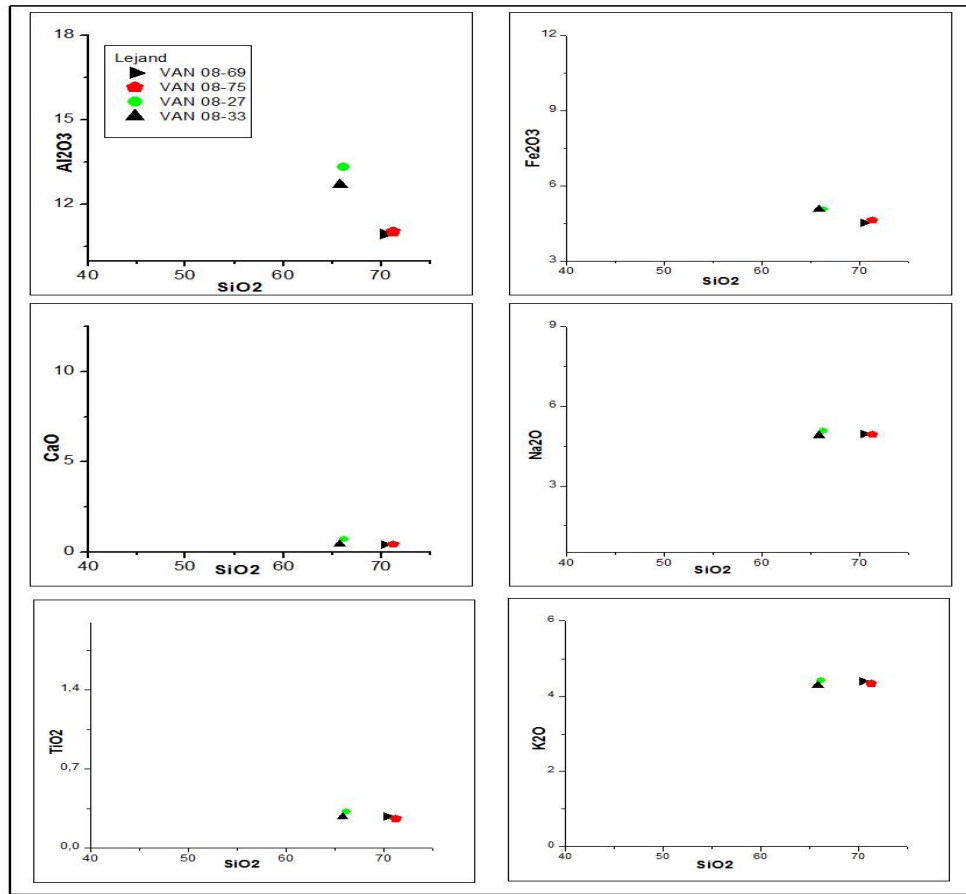 18
15
12
Al2O3
Lejand
VAN 08-69
VAN 08-75
VAN 08-27
VAN 08-33
40 50 60 70
SiO2
12
9
6
3
Fe2O3
40 50 60 70
SiO2
10
5
0
CaO
40 50 60 70
SiO2
9
6
3
Na2O
40 50 60 70
SiO2
1,4
0,7
0,0
TiO2
40 50 60 70
SiO2
6
4
2
0
K2O
40 50 60 70
SiO2